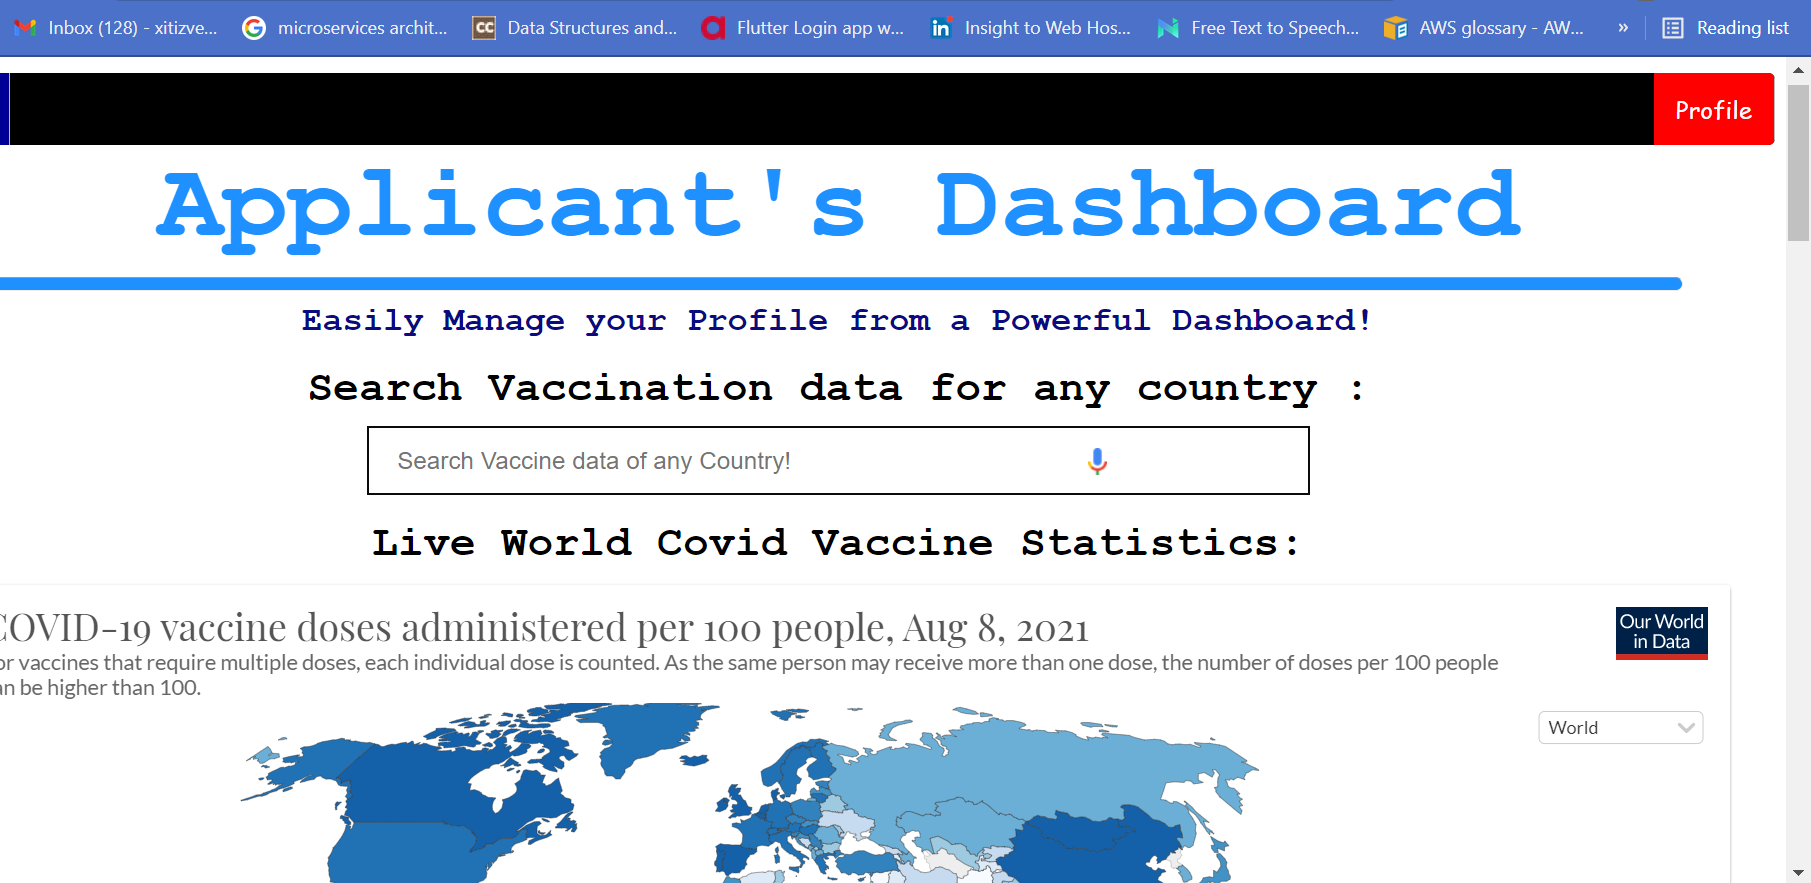 Inbox (128) - xitizve... microservices archit... CC Data Structures and... Flutter Login app w... in Insight to Web Hos... Free Text to Speech... AWS glossary - AW... » Reading list
Profile
Applicant's Dashboard
Easily Manage your Profile from a Powerful Dashboard!
Search Vaccination data for any country :
Search Vaccine data of any Country!
Live World Covid Vaccine Statistics:
COVID-19 vaccine doses administered per 100 people, Aug 8, 2021
Our World
in Data
or vaccines that require multiple doses, each individual dose is counted. As the same person may receive more than one dose, the number of doses per 100 people
an be higher than 100.
World